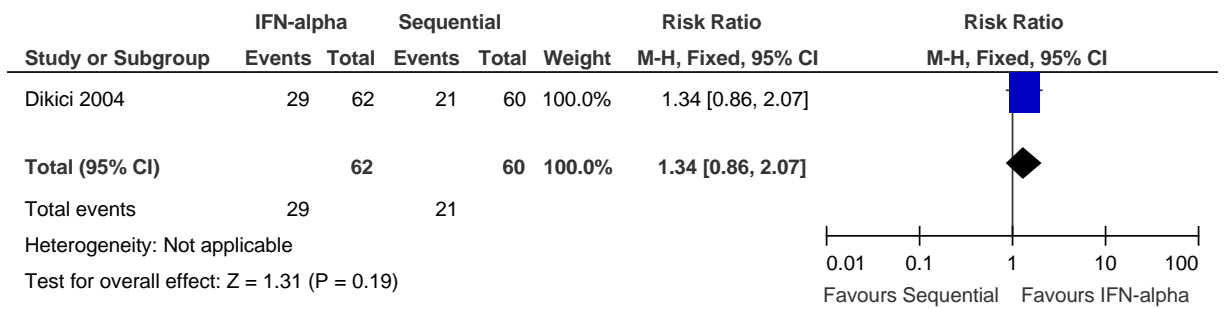 IFN-alpha Sequential Risk Ratio Risk Ratio
Study or Subgroup Events Total Events Total Weight M-H, Fixed, 95% CI M-H, Fixed, 95% CI
Dikici 2004 29 62 21 60 100.0% 1.34 [0.86, 2.07]
Total (95% CI) 62 60 100.0% 1.34 [0.86, 2.07]
Total events 29 21
Heterogeneity: Not applicable
Test for overall effect: Z = 1.31 (P = 0.19)
0.01 0.1 1 10 100
Favours Sequential Favours IFN-alpha